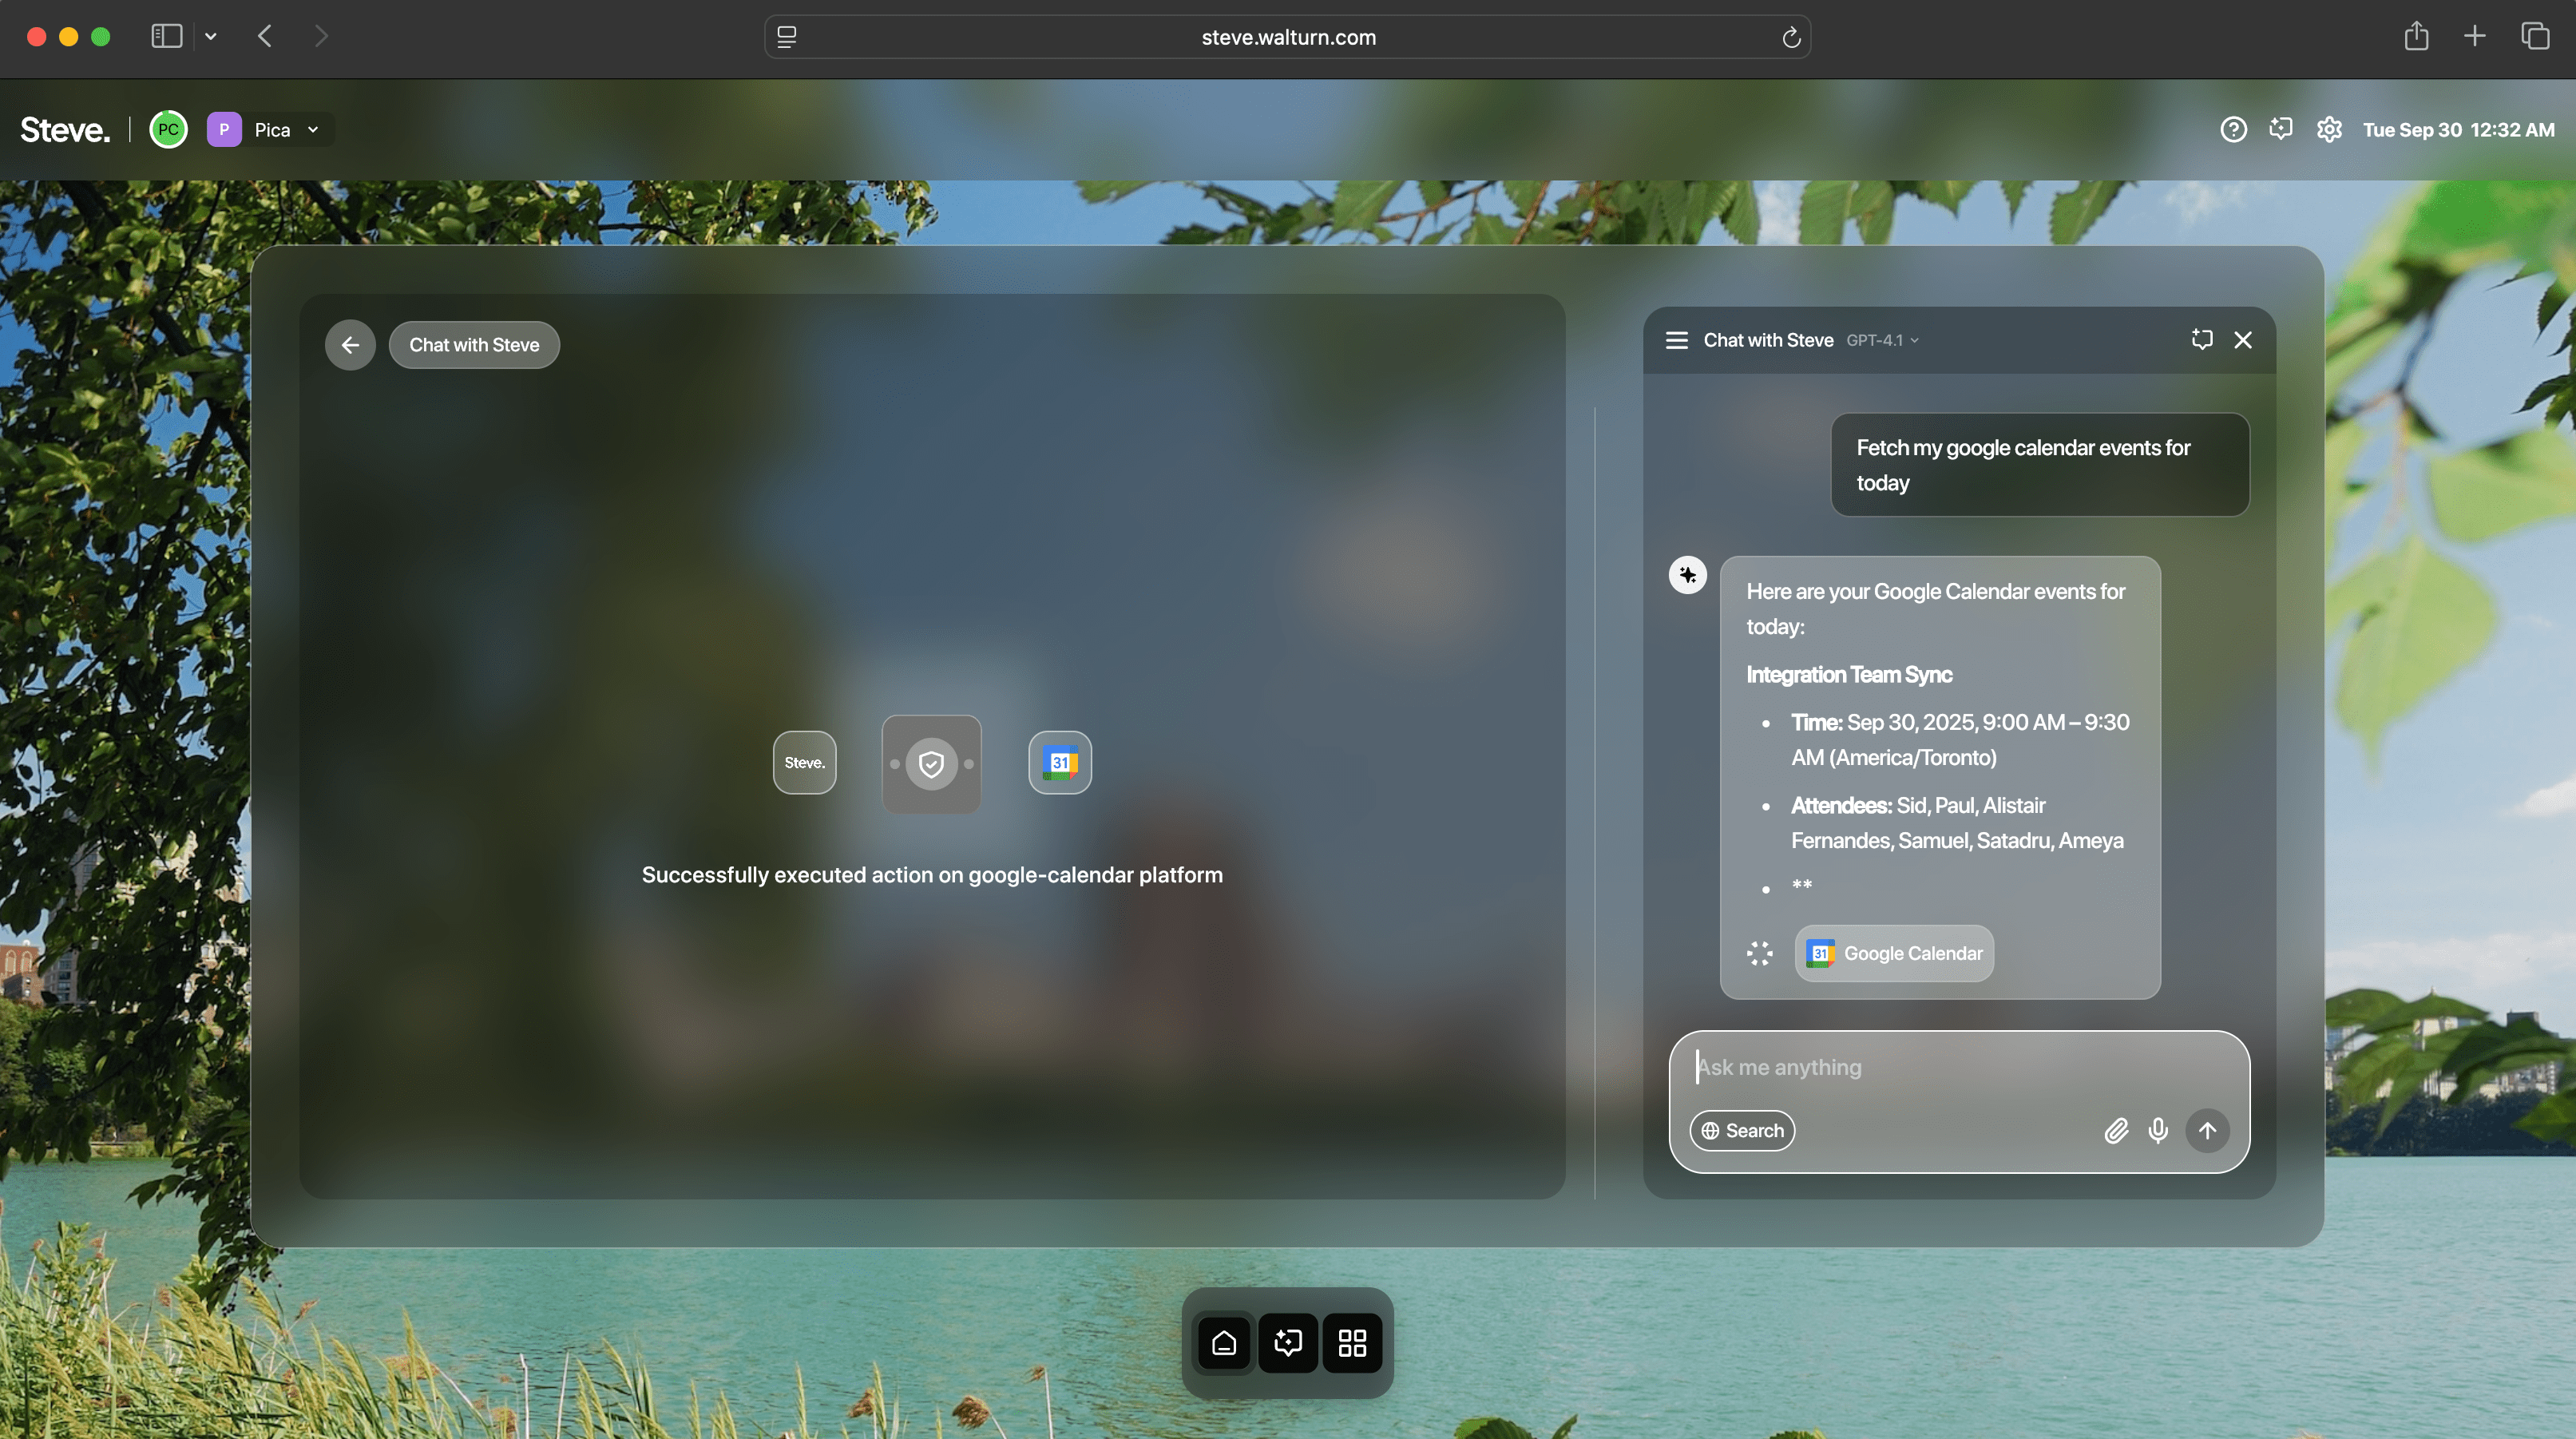 steve.walturn.com
Steve.
PC
P
Pica
Tue Sep 30 12:32 AM
Chat with Steve
Steve.
31
Successfully executed action on google-calendar platform
Chat with Steve GPT-4.1
Fetch my google calendar events for
today
Here are your Google Calendar events for
today:
Integration Team Sync
• Time: Sep 30, 2025, 9:00 AM – 9:30
AM (America/Toronto)
• Attendees: Sid, Paul, Alistair
Fernandes, Samuel, Satadru, Ameya
• **
31 Google Calendar
Ask me anything
Search